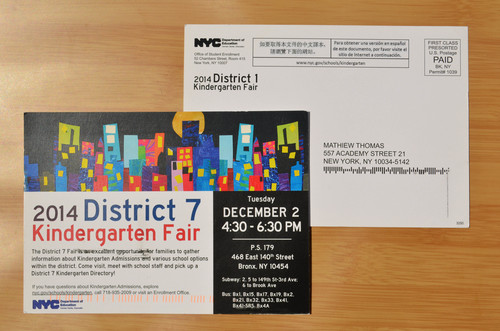 NYC Department of
Education
Office of Student Enrollment
52 Chambers Street, Room 415
New York, NY 10007
如要取得本文件的中文譯本,
請瀏覽下面的網站。
Para obtener una versión en español
de este documento, por favor visite el
sitio de Internet a continuación.
www.nyc.gov/schools/kindergarten
FIRST CLASS
PRESORTED
U.S. POSTAGE
PAID
BK, NY
Permit# 1039
2014 District 1
Kindergarten Fair
MATHIEW THOMAS
557 ACADEMY STREET 21
NEW YORK, NY 10034-5142
2014 District 7
Kindergarten Fair
The District 7 Fair is an excellent opportunity for families to gather
information about Kindergarten Admissions and various school options
within the district. Come visit, meet with school staff and pick up a
District 7 Kindergarten Directory!
If you have questions about Kindergarten Admissions, explore
nyc.gov/schools/kindergarten, call 718-935-2009 or visit an Enrollment Office.
NYC Department of
Education
Tuesday
DECEMBER 2
4:30 - 6:30 PM
P.S. 179
468 East 140th Street
Bronx, NY 10454
Subway: 2, 5 to 149th St-3rd Ave;
6 to Brook Ave
Bus: Bx1, Bx15, Bx17, Bx19, Bx2,
Bx21, Bx32, Bx33, Bx41,
Bx41-SBS, Bx4A